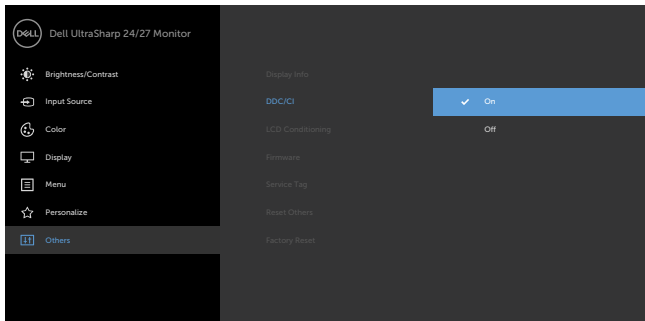 DELL
Dell UltraSharp 24/27 Monitor
Brightness/Contrast
Input Source
Color
Display
Menu
Personalize
Others
Display Info
DDC/CI
LCD Conditioning
Firmware
Service Tag
Reset Others
Factory Reset
On
Off